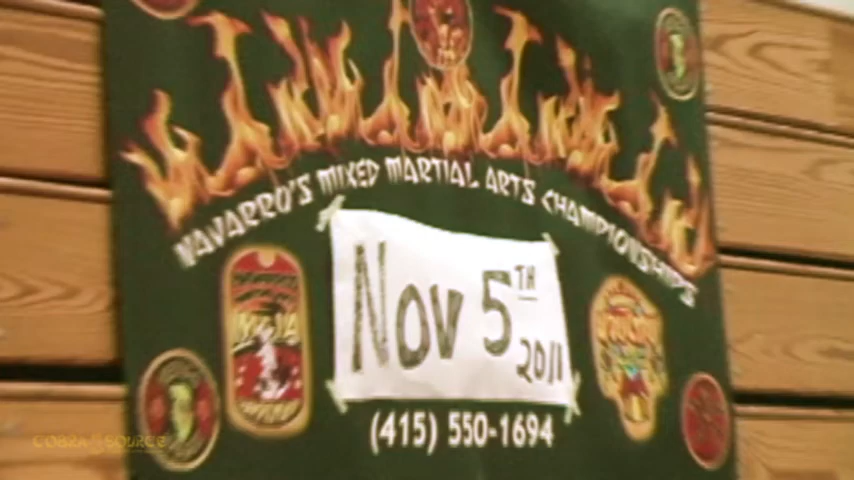 NAVARRO'S MIXED MARTIAL ARTS CHAMPIONSHIPS
Nov 5TH
2011
(415) 550-1694
COBRA SOURCE